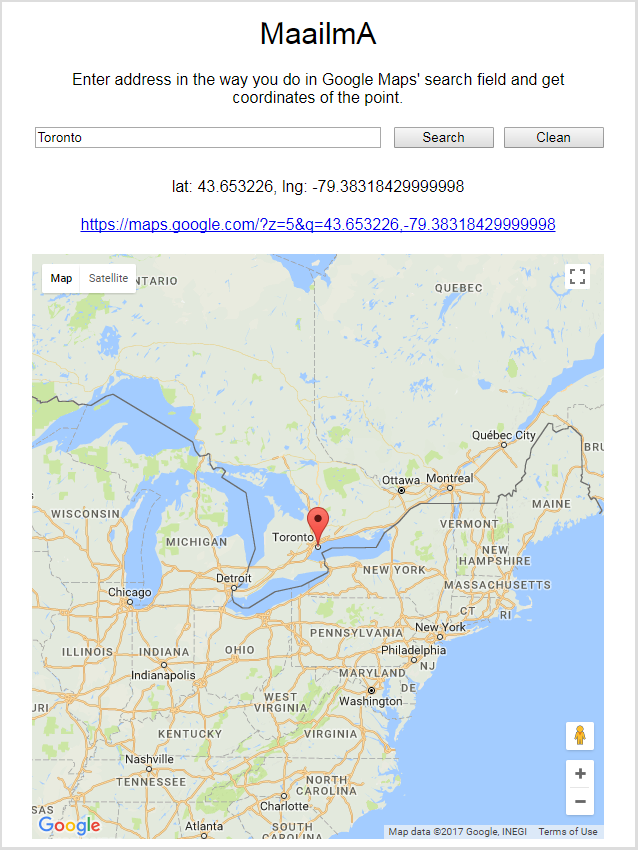 MaailmA
Enter address in the way you do in Google Maps' search field and get
coordinates of the point.
Toronto
Search
Clean
lat: 43.653226, lng: -79.38318429999998
https://maps.google.com/?z=5&q=43.653226,-79.38318429999998
Map
Satellite
NTARIO
QUEBEC
Québec City
BRU
Ottawa
Montreal
MAINE
WISCONSIN
VERMONT
MICHIGAN
Toronto
NEW
HAMPSHIRE
NEW YORK
Detroit
MASSACHUSETTS
Chicago
CT
RI
New York
PENNSYLVANIA
ILLINOIS
INDIANA
OHIO
Philadelphia
Indianapolis
MARYLAND
NJ
DE
WEST
VIRGINIA
Washington
URI
KENTUCKY
VIRGINIA
Nashville
TENNESSEE
NORTH
CAROLINA
Charlotte
SAS
Atlanta
SOUTH
CAROLINA
Google
Map data ©2017 Google, INEGI
Terms of Use